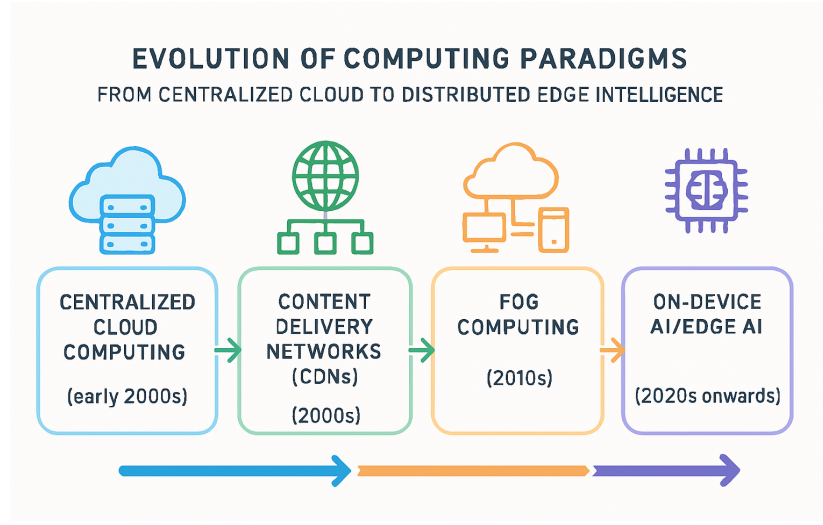 EVOLUTION OF COMPUTING PARADIGMS
FROM CENTRALIZED CLOUD TO DISTRIBUTED EDGE INTELLIGENCE
CENTRALIZED
CLOUD
COMPUTING
(early 2000s)
CONTENT
DELIVERY
NETWORKS
(CDNs)
(2000s)
FOG
COMPUTING
(2010s)
ON-DEVICE
AI/EDGE AI
(2020s onwards)